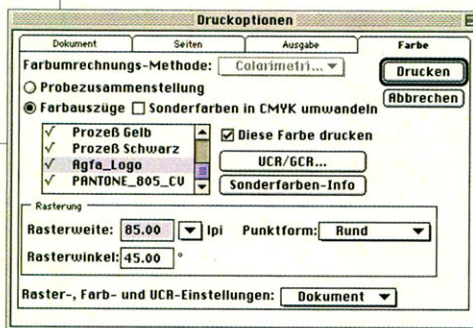 Druckoptionen
Dokument Seiten Ausgabe Farbe
Farbumrechnungs-Methode: Colorimetri...
Drucken
Probezusammenstellung
Abbrechen
Farbauszüge Sonderfarben in CMYK umwandeln
Prozeß Gelb
Diese Farbe drucken
Prozeß Schwarz
Agfa_Logo
UCR/GCR...
PANTONE_805_CV
Sonderfarben-Info
Rasterung
Rasterweite: 85.00 lpi Punktform: Rund
Rasterwinkel: 45.00 °
Raster-, Farb- und UCR-Einstellungen: Dokument